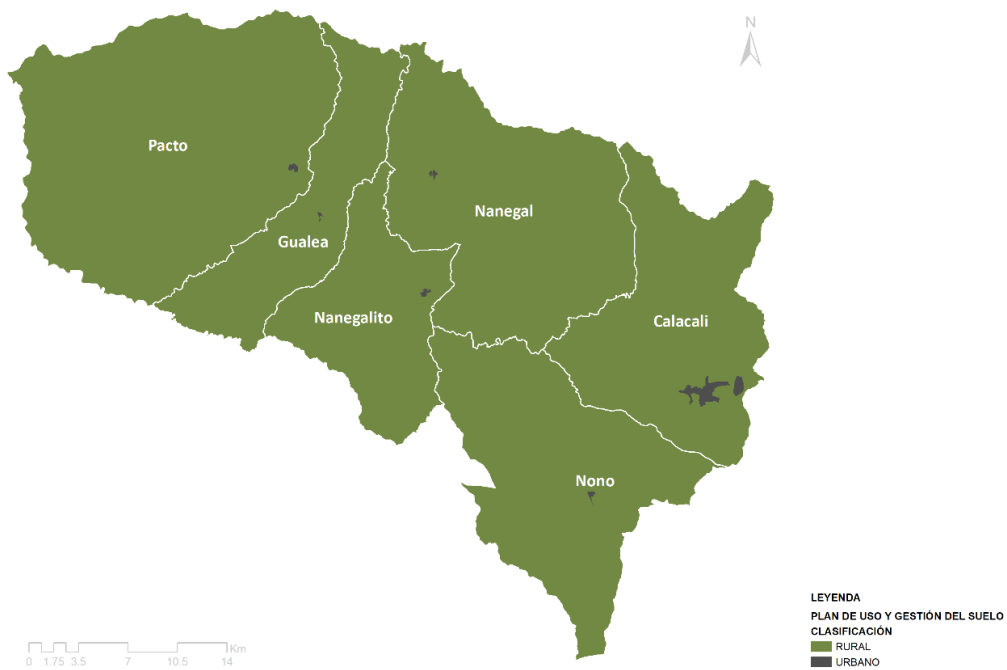 N
Pacto
Nanegal
Gualea
Nanegalito
Calacali
Nono
LEYENDA
PLAN DE USO Y GESTIÓN DEL SUELO
CLASIFICACIÓN
RURAL
URBANO
Km
0 1.75 3.5 7 10.5 14